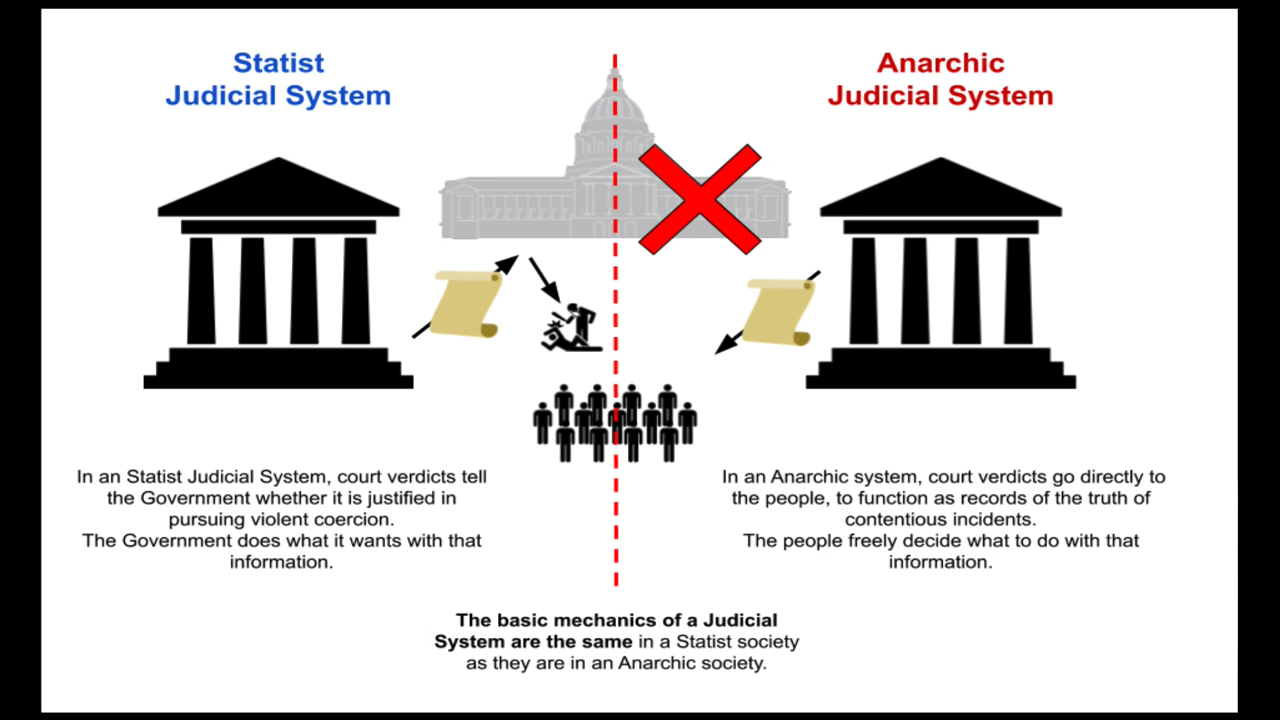 Statist
Judicial System
Anarchic
Judicial System
In an Statist Judicial System, court verdicts tell
the Government whether it is justified in
pursuing violent coercion.
The Government does what it wants with that
information.
In an Anarchic system, court verdicts go directly to
the people, to function as records of the truth of
contentious incidents.
The people freely decide what to do with that
information.
The basic mechanics of a Judicial
System are the same in a Statist society
as they are in an Anarchic society.